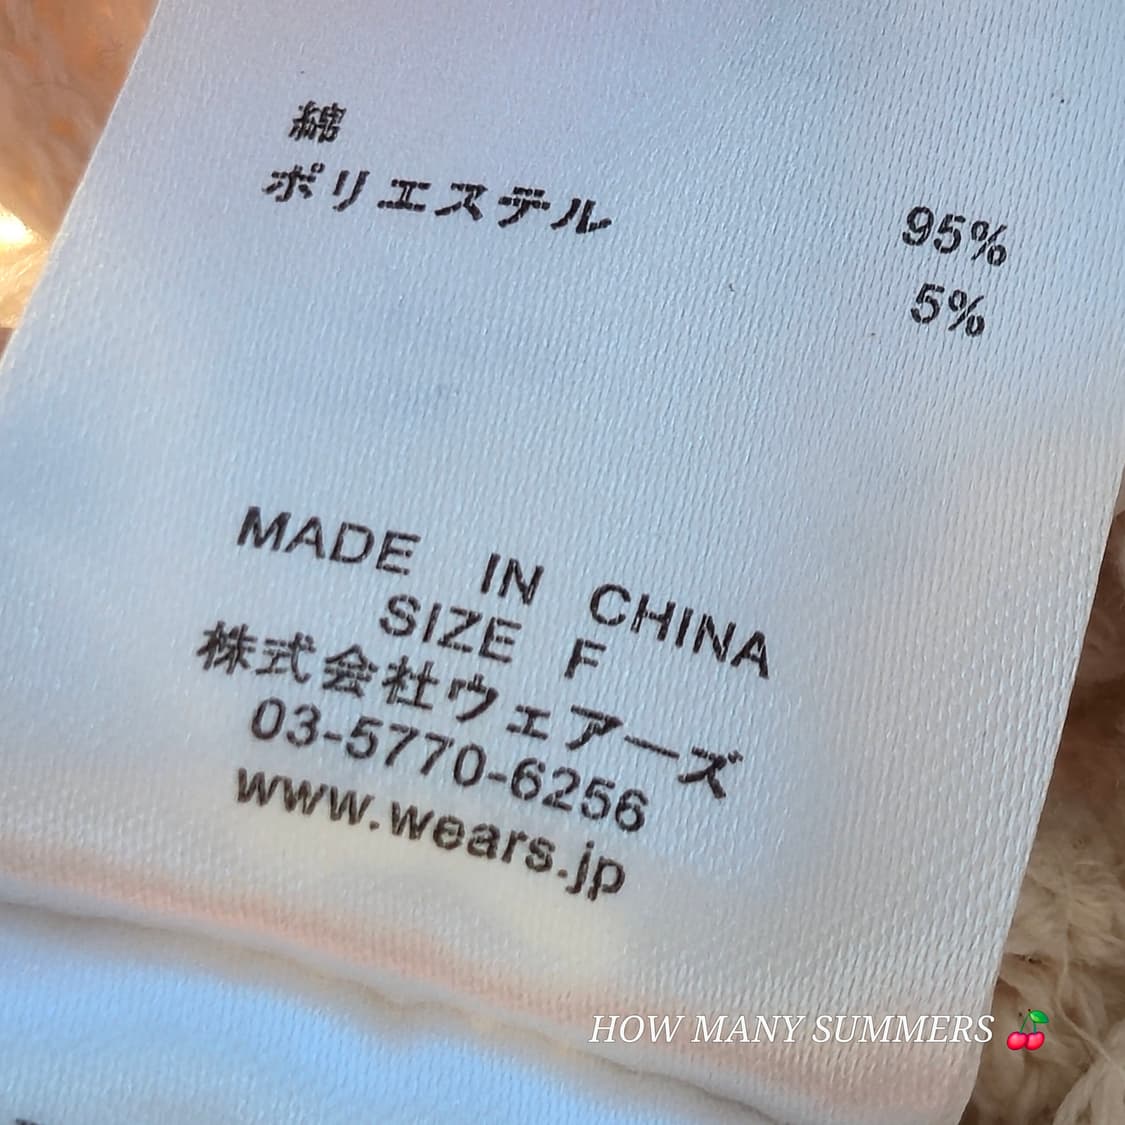 綿 95%
ポリエステル 5%
MADE IN CHINA
SIZE F
株式会社ウェアーズ
03-5770-6256
www.wears.jp
HOW MANY SUMMERS 🍒